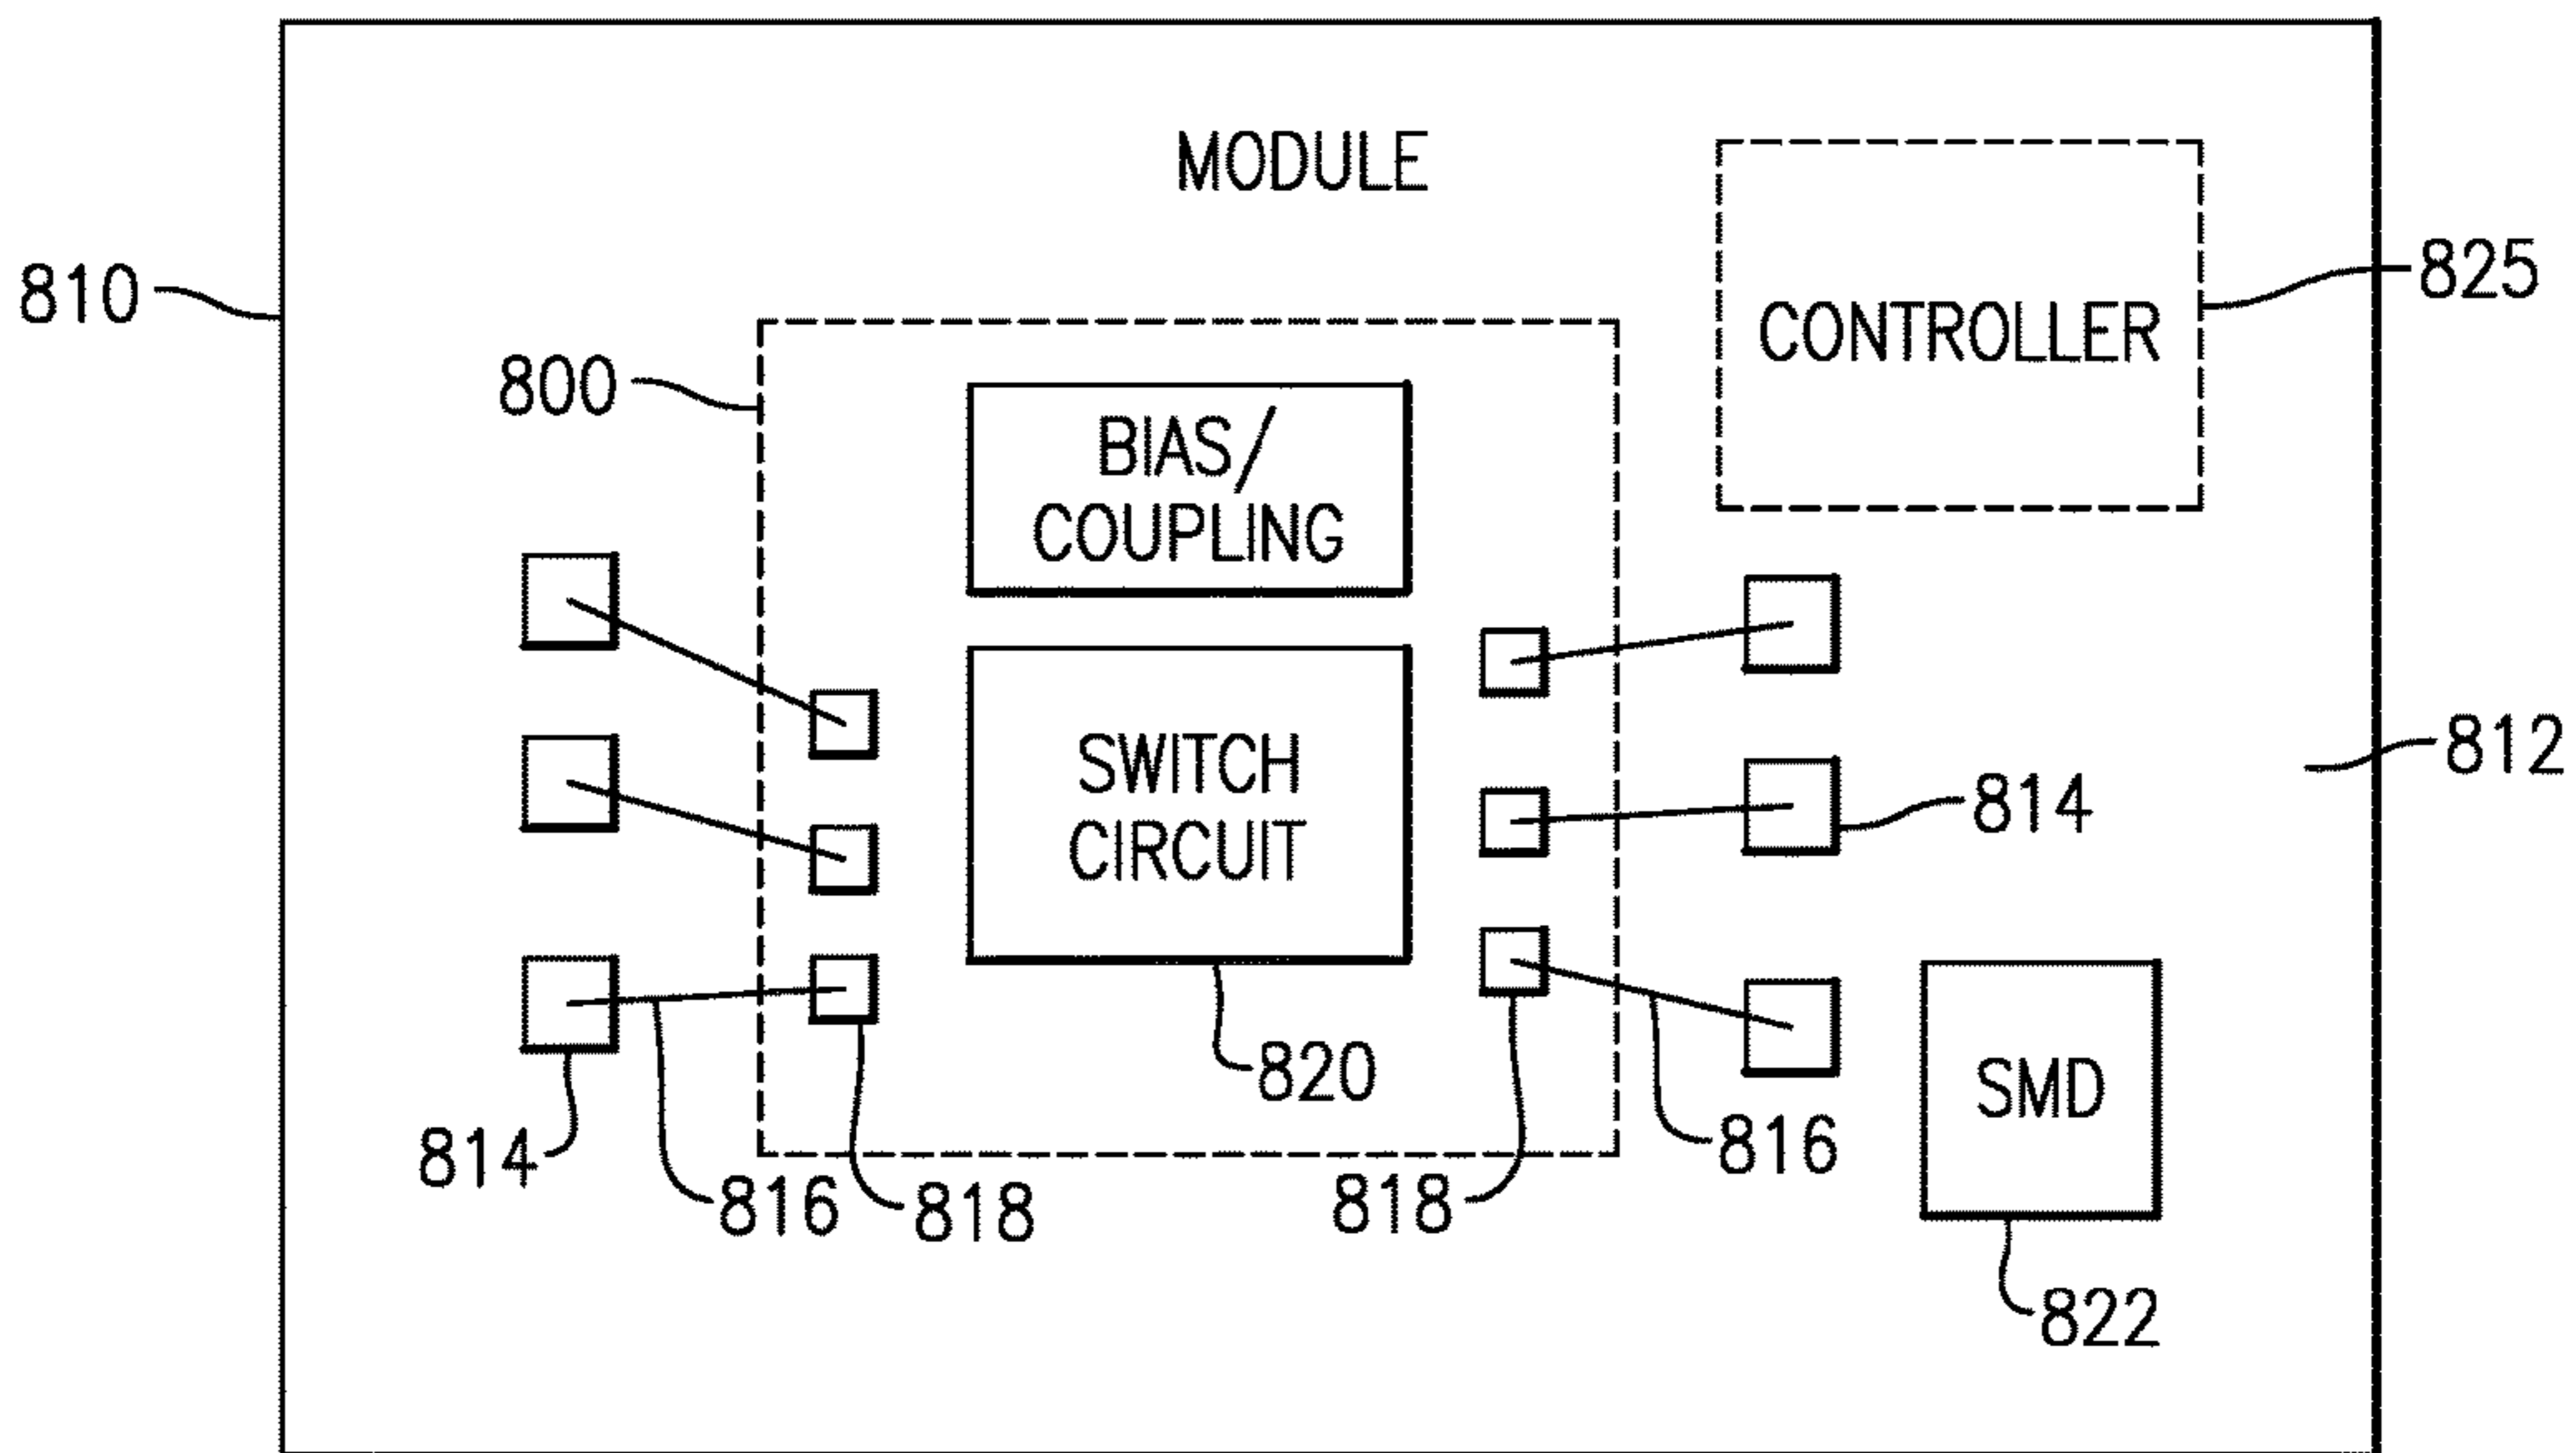 MODULE
810
825
CONTROLLER
800
BIAS/
COUPLING
SWITCH
CIRCUIT
812
814
820
SMD
814
816
818
818
816
822